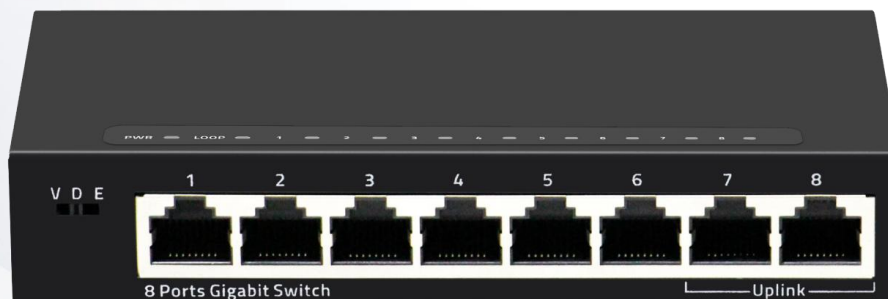 PWR LOOP 1 2 3 4 5 6 7 8
V D E 1 2 3 4 5 6 7 8
8 Ports Gigabit Switch Uplink